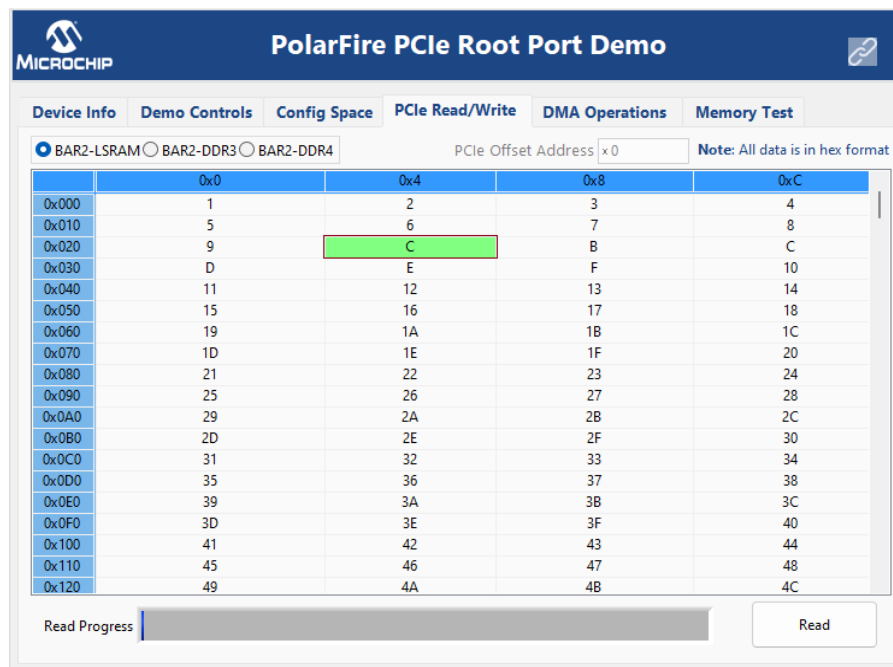 MICROCHIP
PolarFire PCIe Root Port Demo
Device Info Demo Controls Config Space PCIe Read/Write DMA Operations Memory Test
BAR2-LSRAM BAR2-DDR3 BAR2-DDR4 PCIe Offset Address x 0 Note: All data is in hex format
0x0 0x4 0x8 0xC
0x000 1 2 3 4
0x010 5 6 7 8
0x020 9 C B C
0x030 D E F 10
0x040 11 12 13 14
0x050 15 16 17 18
0x060 19 1A 1B 1C
0x070 1D 1E 1F 20
0x080 21 22 23 24
0x090 25 26 27 28
0x0A0 29 2A 2B 2C
0x0B0 2D 2E 2F 30
0x0C0 31 32 33 34
0x0D0 35 36 37 38
0x0E0 39 3A 3B 3C
0x0F0 3D 3E 3F 40
0x100 41 42 43 44
0x110 45 46 47 48
0x120 49 4A 4B 4C
Read Progress Read